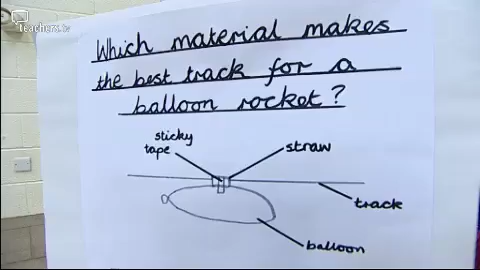 teachers.tv
Which material makes
the best track for a
balloon rocket?
sticky
tape
straw
track
balloon